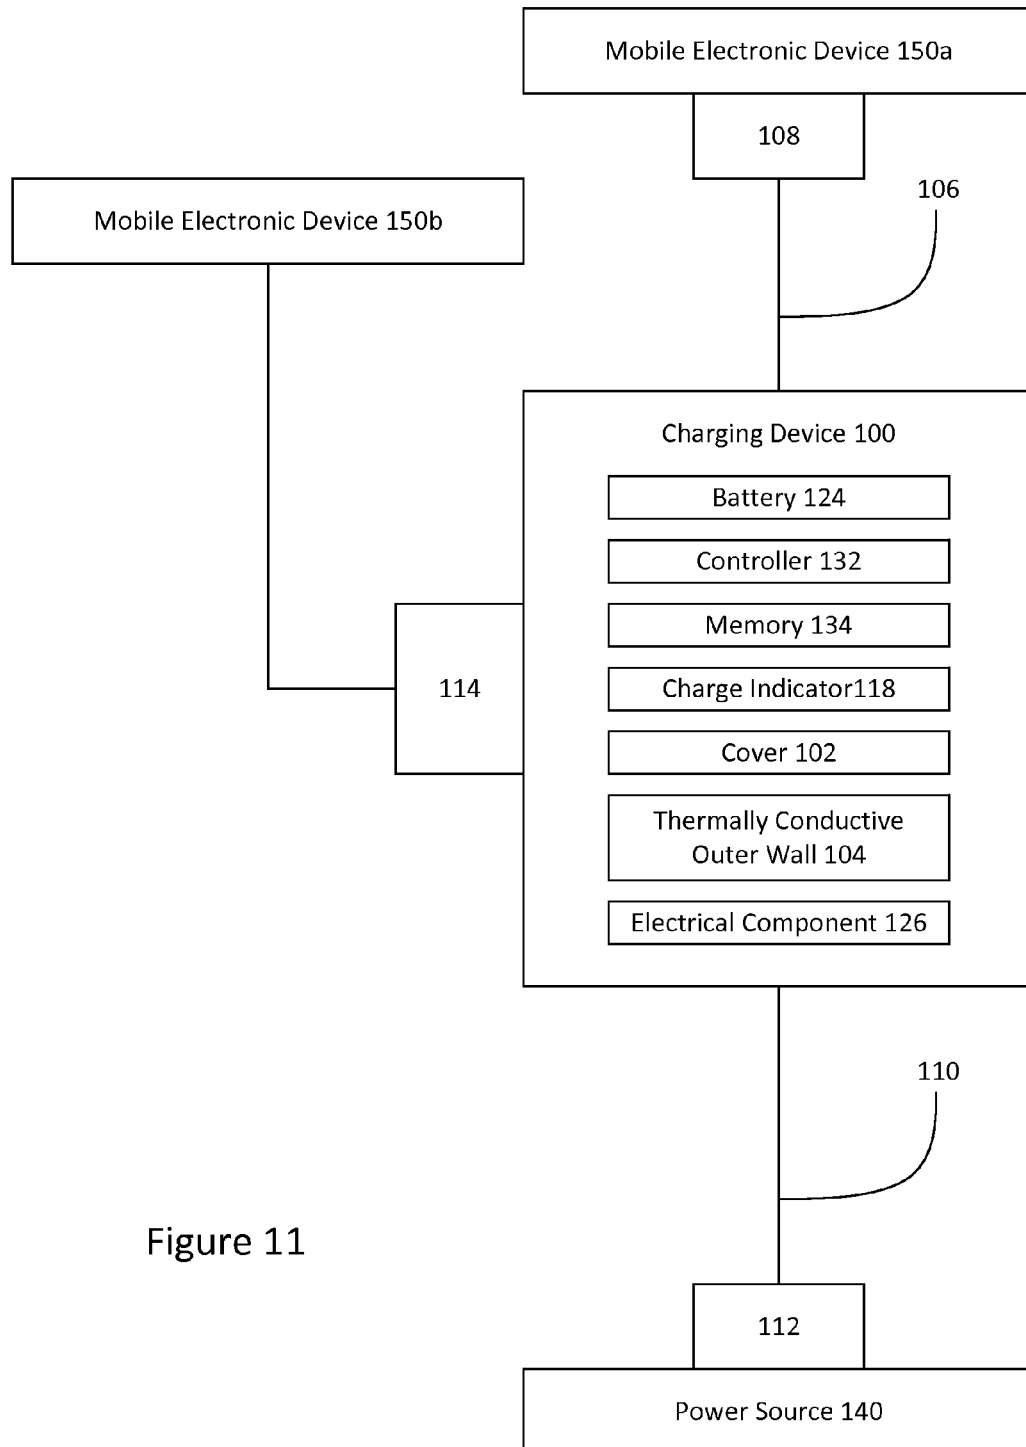 Mobile Electronic Device 150a
108
106
Mobile Electronic Device 150b
Charging Device 100
Battery 124
Controller 132
Memory 134
114
Charge Indicator118
Cover 102
Thermally Conductive
Outer Wall 104
Electrical Component 126
110
Figure 11
112
Power Source 140